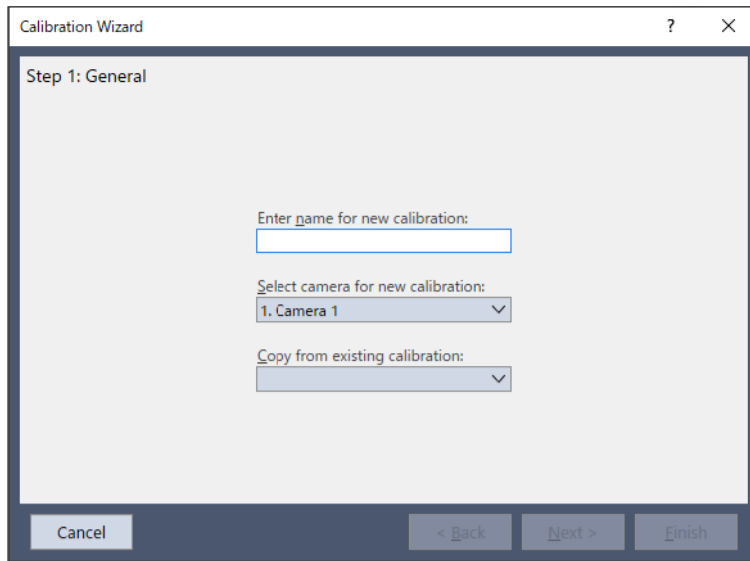 Calibration Wizard ?
Step 1: General
Enter name for new calibration:
Select camera for new calibration:
1. Camera 1
Copy from existing calibration:
Cancel < Back Next > Finish